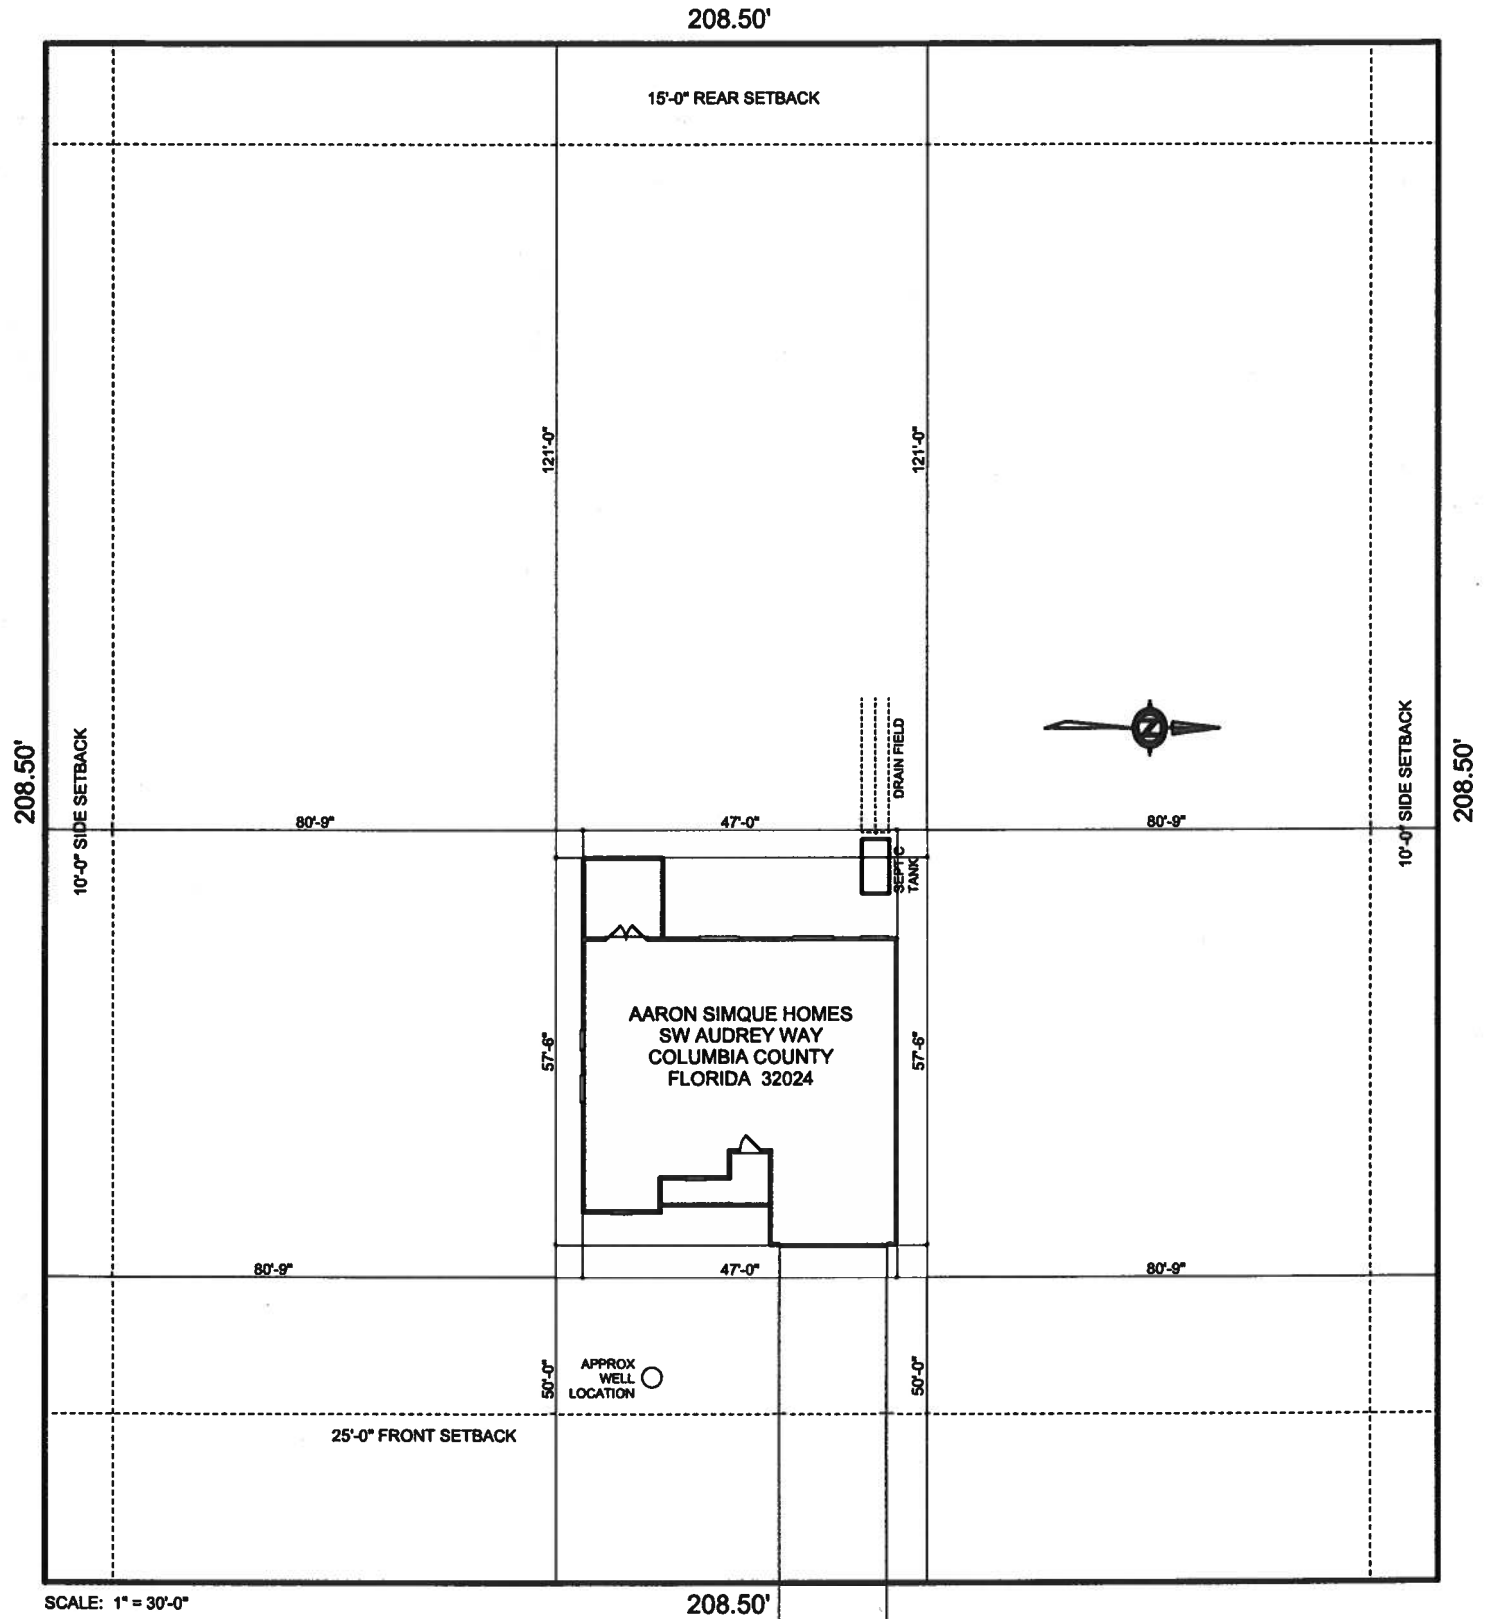 208.50'
15'-0" REAR SETBACK
121'-0"
121'-0"
DRAIN FIELD
N
208.50'
10'-0" SIDE SETBACK
10'-0" SIDE SETBACK
208.50'
80'-9"
47'-0"
80'-9"
SEPTIC
TANK
AARON SIMQUE HOMES
SW AUDREY WAY
COLUMBIA COUNTY
FLORIDA 32024
57'-6"
57'-6"
80'-9"
47'-0"
80'-9"
50'-0"
APPROX
WELL
LOCATION
50'-0"
25'-0" FRONT SETBACK
SCALE: 1" = 30'-0"
208.50'